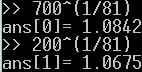 >> 700^(1/81)
ans[0]= 1.0842
>> 200^(1/81)
ans[1]= 1.0675